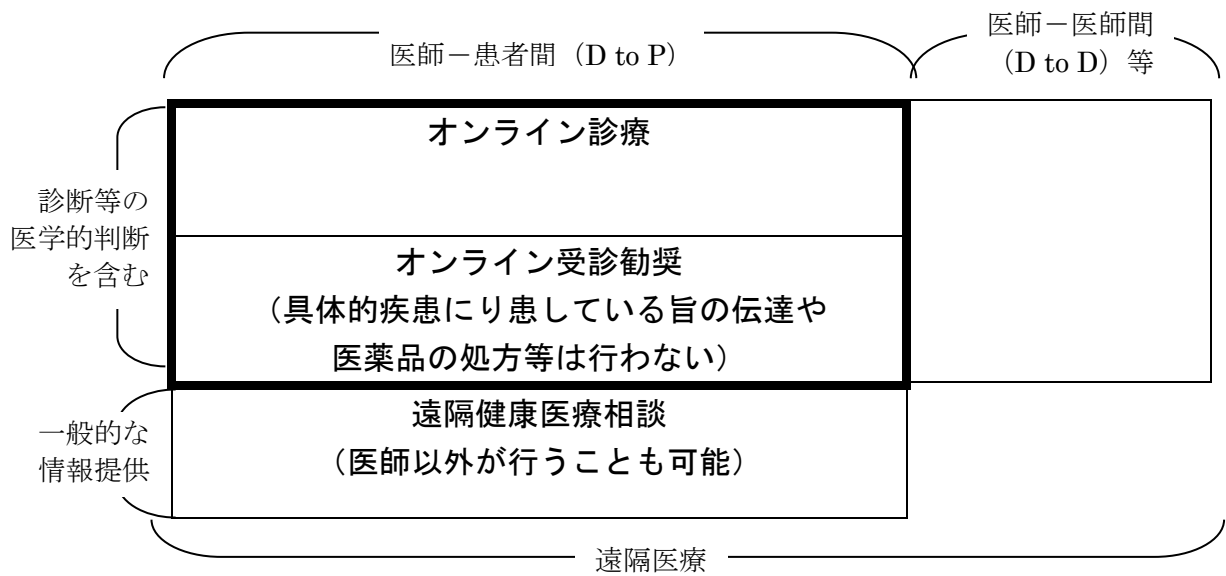 医師－患者間（D to P）
医師－医師間
（D to D）等
診断等の
医学的判断
を含む
オンライン診療
オンライン受診勧奨
（具体的疾患にり患している旨の伝達や
医薬品の処方等は行わない）
一般的な
情報提供
遠隔健康医療相談
（医師以外が行うことも可能）
遠隔医療